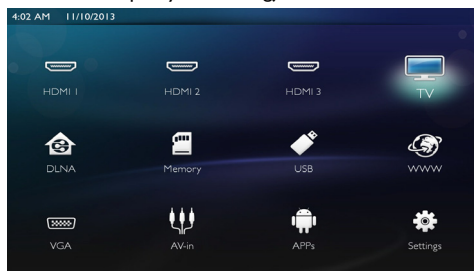 4:02 AM 11/10/2013
HDMI 1 HDMI 2 HDMI 3 TV
DLNA Memory USB WWW
VGA AV-in APPs Settings